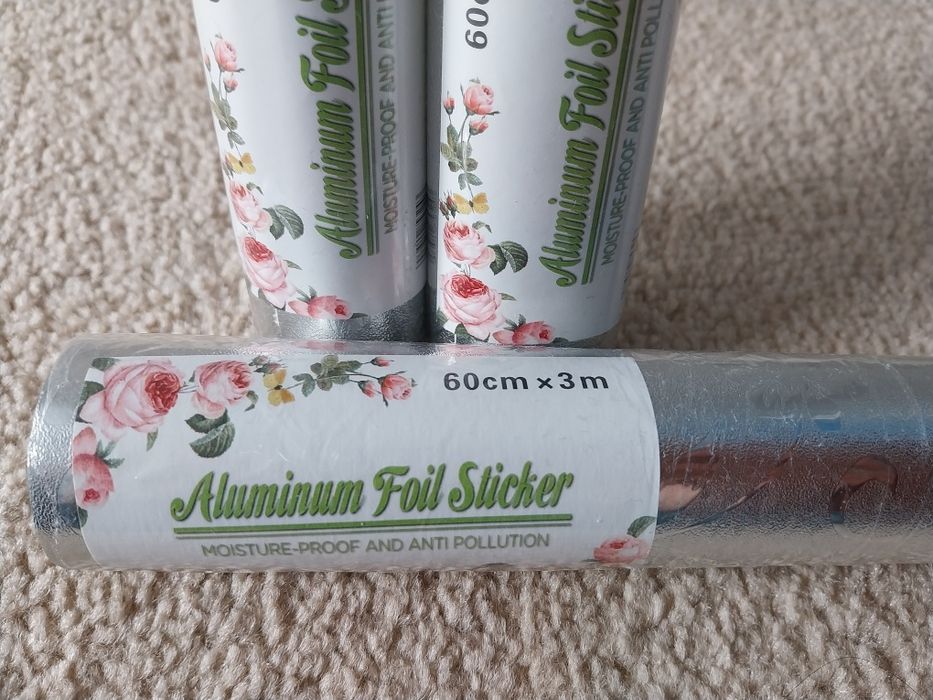 Aluminum Foil S
MOISTURE-PROOF AND ANTI
60c
Aluminum Foil Sti
MOISTURE-PROOF AND ANTI POLL
60cm x 3m
Aluminum Foil Sticker
MOISTURE-PROOF AND ANTI POLLUTION